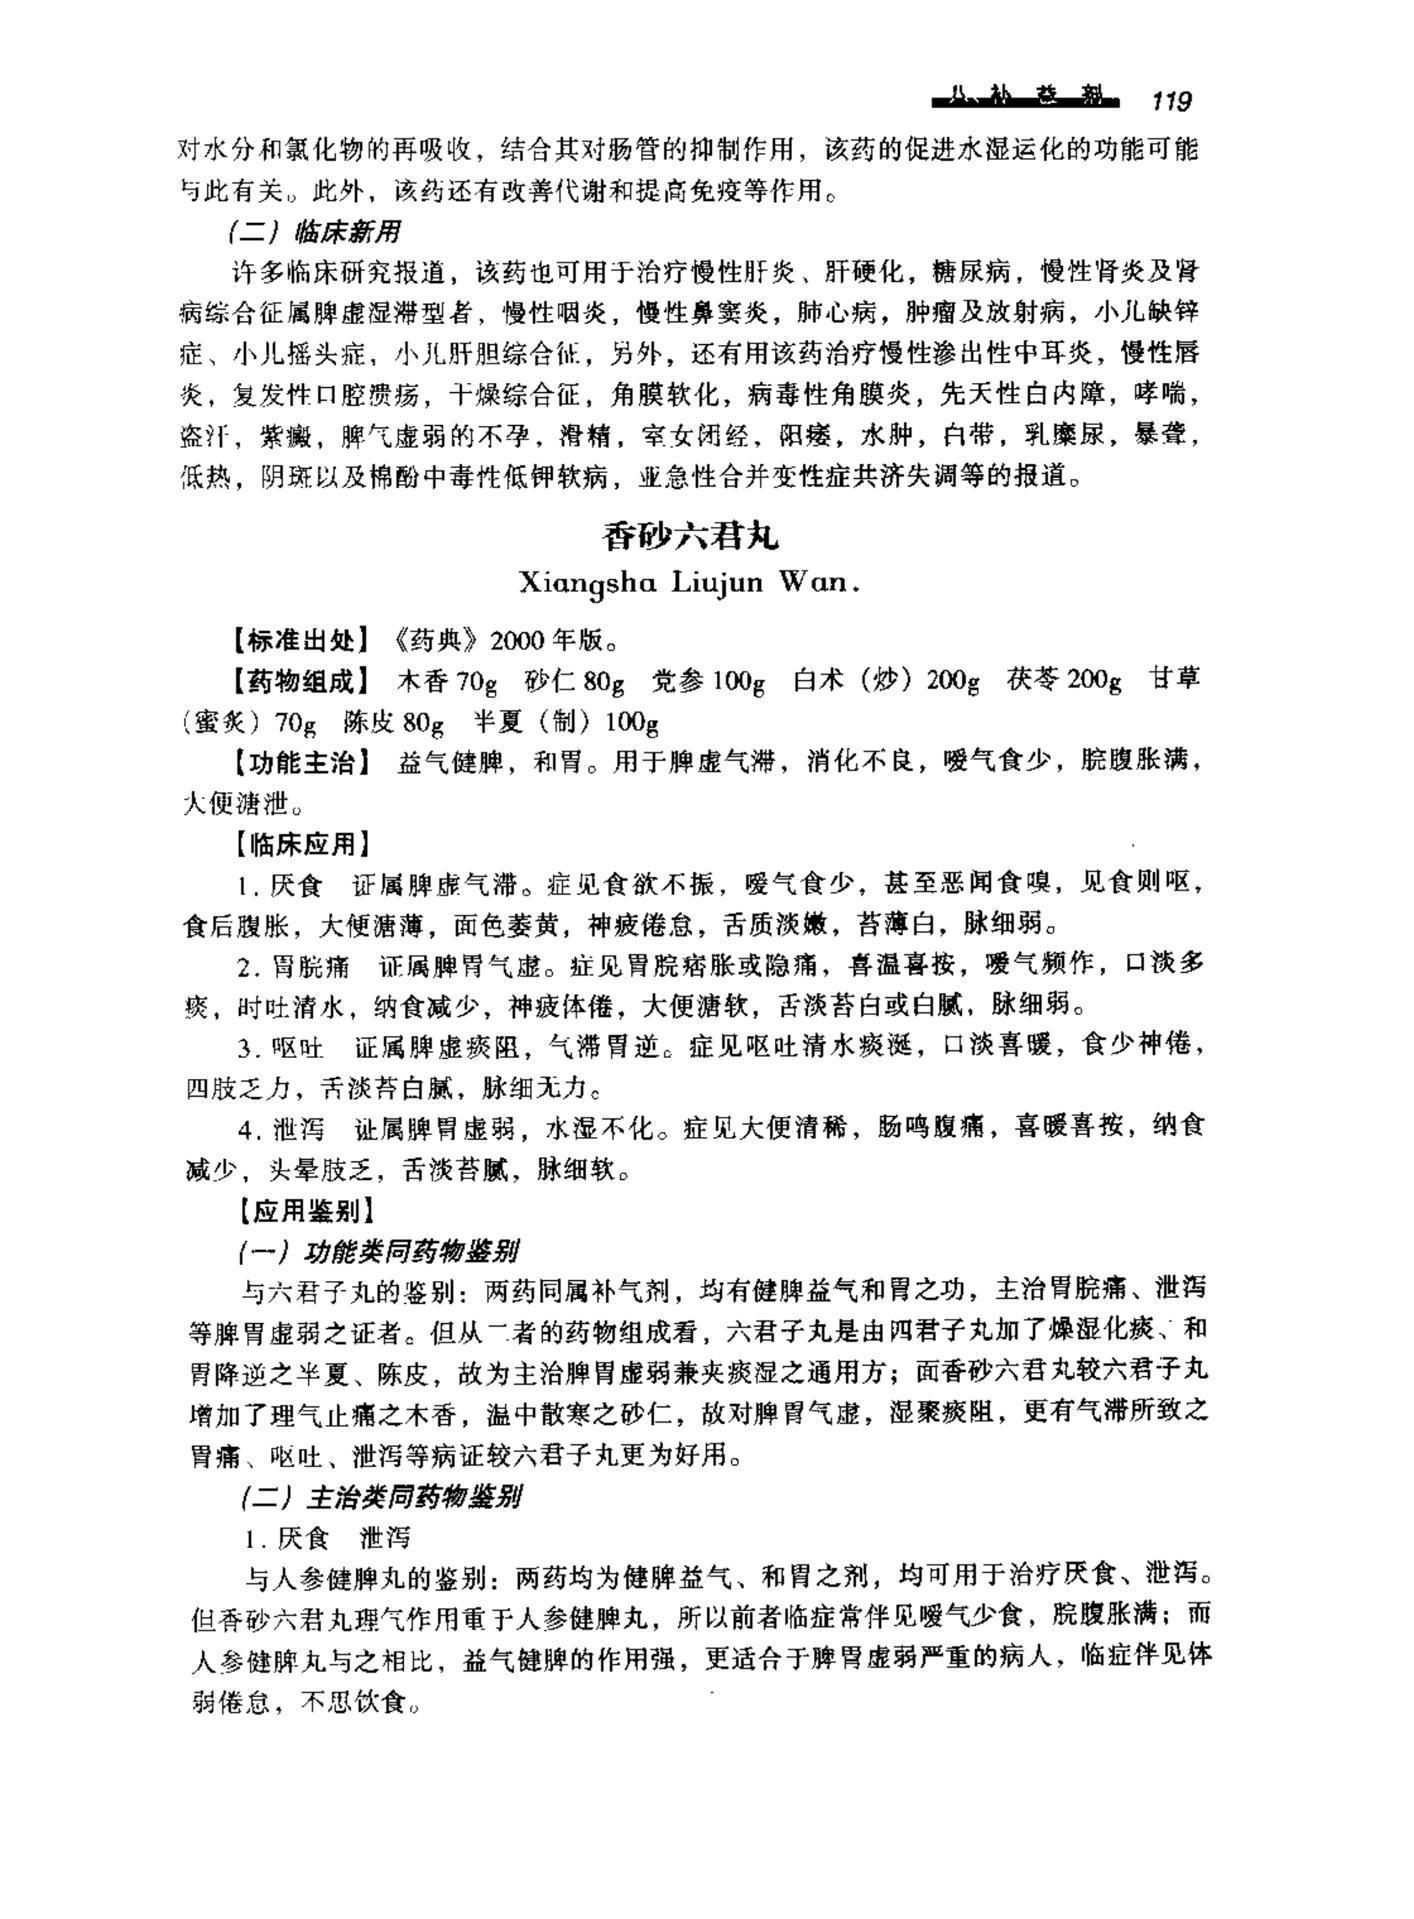 八、补 益 剂 119
对水分和氯化物的再吸收，结合其对肠管的抑制作用，该药的促进水湿运化的功能可能
与此有关。此外，该药还有改善代谢和提高免疫等作用。
（二）临床新用
许多临床研究报道，该药也可用于治疗慢性肝炎、肝硬化，糖尿病，慢性肾炎及肾
病综合征属脾虚湿滞型者，慢性咽炎，慢性鼻窦炎，肺心病，肿瘤及放射病，小儿缺锌
症、小儿摇头症，小儿肝胆综合征，另外，还有用该药治疗慢性渗出性中耳炎，慢性唇
炎，复发性口腔溃疡，干燥综合征，角膜软化，病毒性角膜炎，先天性白内障，哮喘，
盗汗，紫癜，脾气虚弱的不孕，滑精，室女闭经，阳痿，水肿，白带，乳糜尿，暴聋，
低热，阴斑以及棉酚中毒性低钾软病，亚急性合并变性症共济失调等的报道。
香砂六君丸
Xiangsha Liujun Wan.
【标准出处】《药典》2000 年版。
【药物组成】 木香 70g 砂仁 80g 党参 100g 白术（炒）200g 茯苓 200g 甘草
（蜜炙）70g 陈皮 80g 半夏（制）100g
【功能主治】 益气健脾，和胃。用于脾虚气滞，消化不良，嗳气食少，脘腹胀满，
大便溏泄。
【临床应用】
1. 厌食 证属脾虚气滞。症见食欲不振，嗳气食少，甚至恶闻食嗅，见食则呕，
食后腹胀，大便溏薄，面色萎黄，神疲倦怠，舌质淡嫩，苔薄白，脉细弱。
2. 胃脘痛 证属脾胃气虚。症见胃脘痞胀或隐痛，喜温喜按，嗳气频作，口淡多
痰，时吐清水，纳食减少，神疲体倦，大便溏软，舌淡苔白或白腻，脉细弱。
3. 呕吐 证属脾虚痰阻，气滞胃逆。症见呕吐清水痰涎，口淡喜暖，食少神倦，
四肢乏力，舌淡苔白腻，脉细无力。
4. 泄泻 证属脾胃虚弱，水湿不化。症见大便清稀，肠鸣腹痛，喜暖喜按，纳食
减少，头晕肢乏，舌淡苔腻，脉细软。
【应用鉴别】
（一）功能类同药物鉴别
与六君子丸的鉴别：两药同属补气剂，均有健脾益气和胃之功，主治胃脘痛、泄泻
等脾胃虚弱之证者。但从二者的药物组成看，六君子丸是由四君子丸加了燥湿化痰、和
胃降逆之半夏、陈皮，故为主治脾胃虚弱兼夹痰湿之通用方；面香砂六君丸较六君子丸
增加了理气止痛之木香，温中散寒之砂仁，故对脾胃气虚，湿聚痰阻，更有气滞所致之
胃痛、呕吐、泄泻等病证较六君子丸更为好用。
（二）主治类同药物鉴别
1. 厌食 泄泻
与人参健脾丸的鉴别：两药均为健脾益气、和胃之剂，均可用于治疗厌食、泄泻。
但香砂六君丸理气作用重于人参健脾丸，所以前者临症常伴见嗳气少食，脘腹胀满；而
人参健脾丸与之相比，益气健脾的作用强，更适合于脾胃虚弱严重的病人，临症伴见体
弱倦怠，不思饮食。